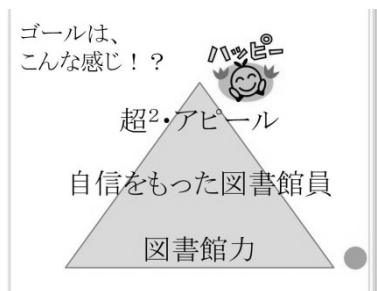 ゴールは、
こんな感じ！？
ハッピー
超²・アピール
自信をもった図書館員
図書館力